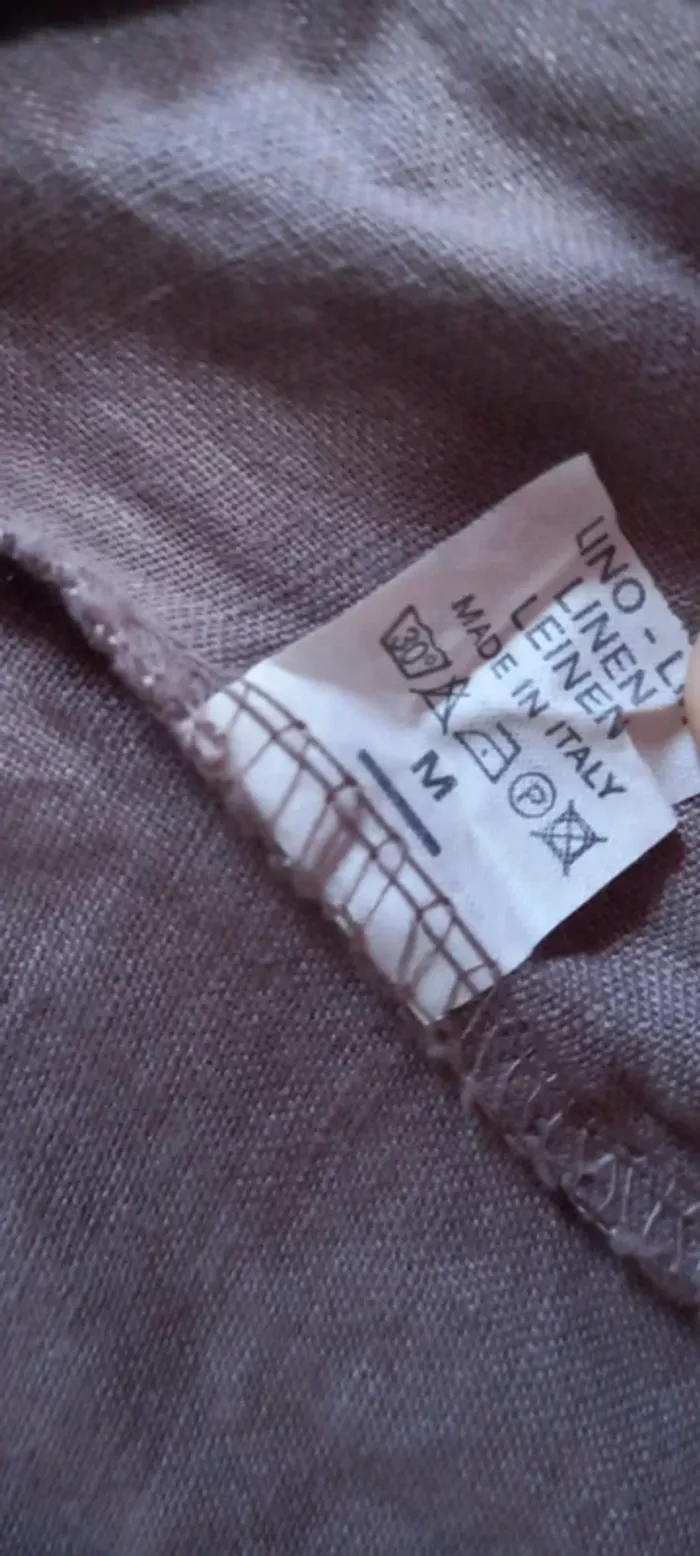 LINO - L
LINEN
LEINEN
MADE IN ITALY
30°
P
M